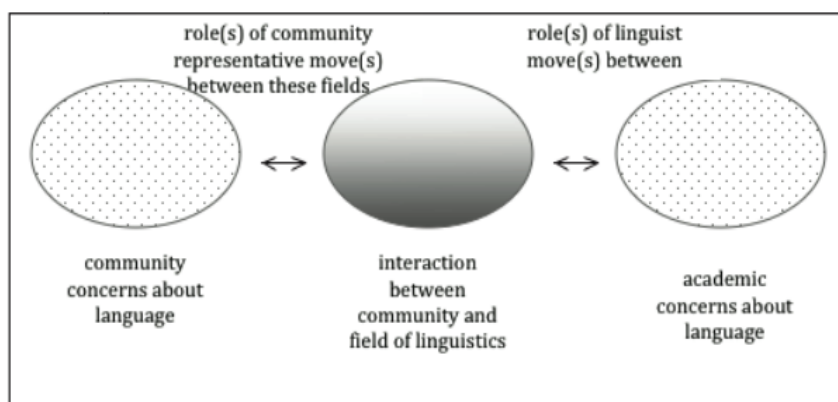 role(s) of community
representative move(s)
between these fields
role(s) of linguist
move(s) between
community
concerns about
language
interaction
between
community and
field of linguistics
academic
concerns about
language